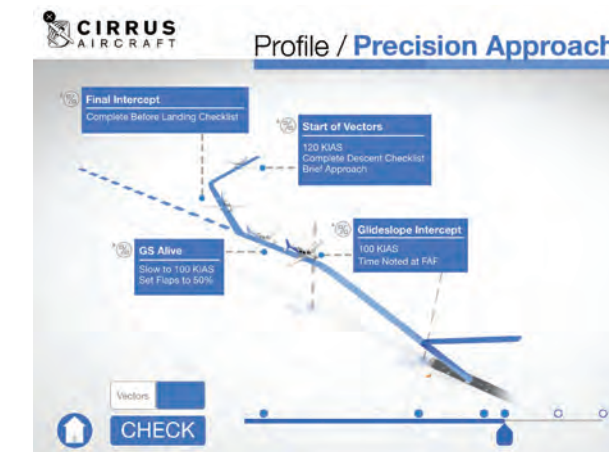 CIRRUS
AIRCRAFT
Profile / Precision Approach
Final Intercept
Complete Before Landing Checklist
Start of Vectors
120 KIAS
Complete Descent Checklist
Brief Approach
GS Alive
Slow to 100 KIAS
Set Flaps to 50%
Glideslope Intercept
100 KIAS
Time Noted at FAF
Vectors
CHECK